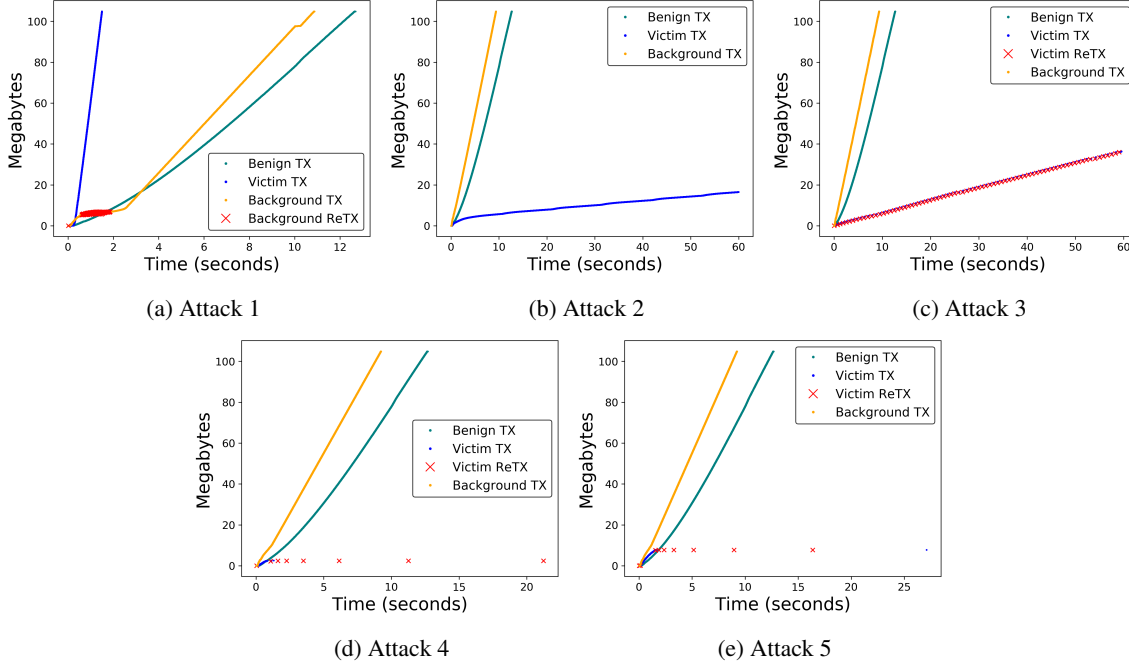 Megabytes
100
80
60
40
20
0
Benign TX
Victim TX
Background TX
Background ReTX
0 2 4 6 8 10 12
Time (seconds)
(a) Attack 1
Megabytes
100
80
60
40
20
0
Benign TX
Victim TX
Background TX
0 10 20 30 40 50 60
Time (seconds)
(b) Attack 2
Megabytes
100
80
60
40
20
0
Benign TX
Victim TX
Victim ReTX
Background TX
0 10 20 30 40 50 60
Time (seconds)
(c) Attack 3
Megabytes
100
80
60
40
20
0
Benign TX
Victim TX
Victim ReTX
Background TX
0 5 10 15 20
Time (seconds)
(d) Attack 4
Megabytes
100
80
60
40
20
0
Benign TX
Victim TX
Victim ReTX
Background TX
0 5 10 15 20 25
Time (seconds)
(e) Attack 5